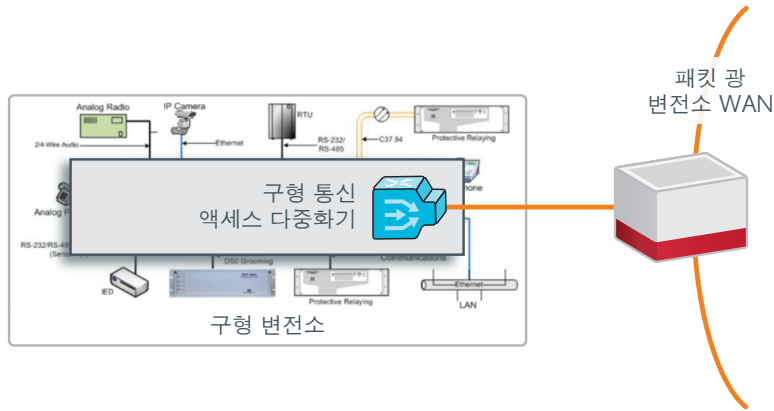 패킷 광
변전소 WAN
Analog Radio
IP Camera
RTU
2/4-Wire Audio
Ethernet
RS-232/
RS-485
C37.94
Protective Relaying
구형 통신
액세스 다중화기
Analog
RS-232/RS-48
DS0 Grooming
Communications
IED
Protective Relaying
Ethernet
LAN
구형 변전소